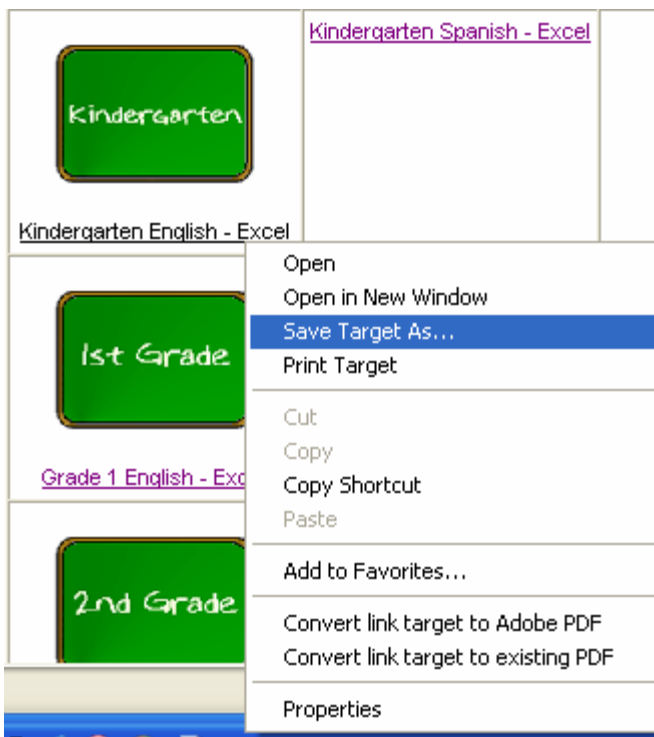 Kindergarten Spanish - Excel
Kindergarten
Kindergarten English - Excel
Open
Open in New Window
Save Target As...
Print Target
Cut
Copy
Copy Shortcut
Paste
Add to Favorites...
Convert link target to Adobe PDF
Convert link target to existing PDF
Properties
1st Grade
Grade 1 English - Exc
2nd Grade